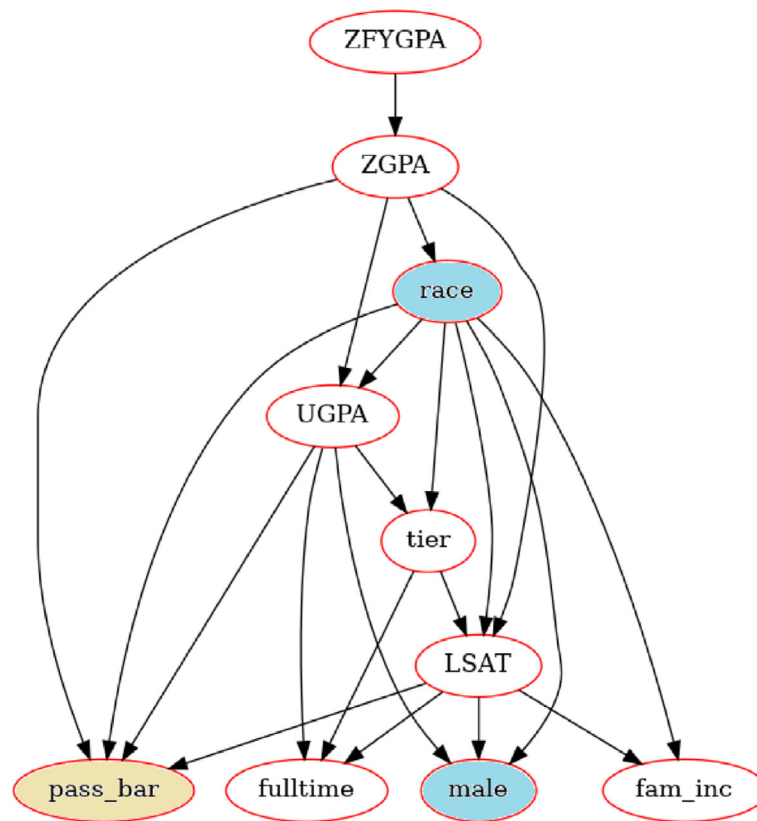 ZFYGPA
ZGPA
race
UGPA
tier
LSAT
pass_bar
fulltime
male
fam_inc